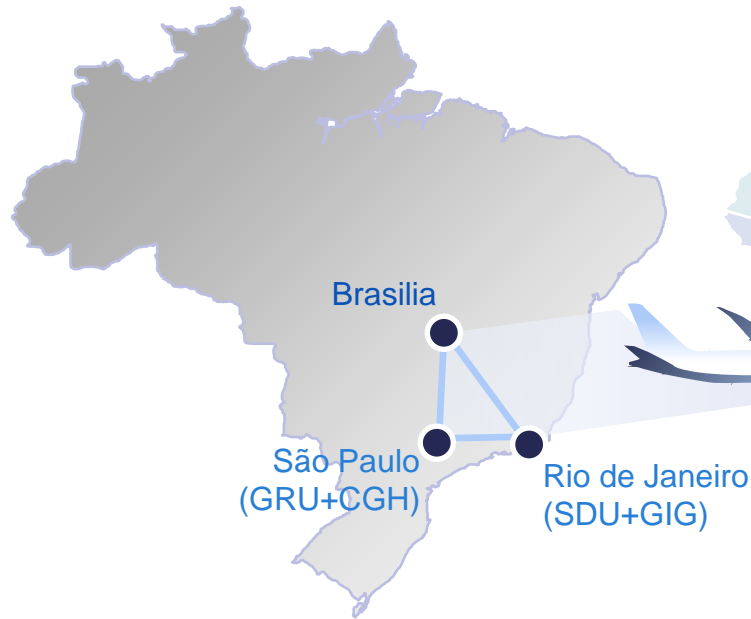 Brasilia
São Paulo
(GRU+CGH)
Rio de Janeiro
(SDU+GIG)